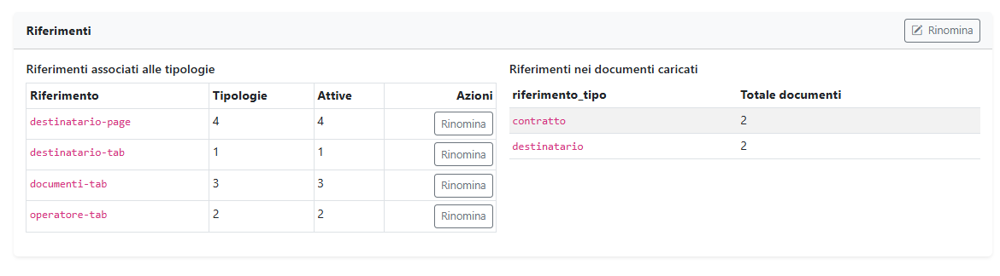 Riferimenti
Rinomina
Riferimenti associati alle tipologie
Riferimento Tipologie Attive Azioni
destinatario-page 4 4 Rinomina
destinatario-tab 1 1 Rinomina
documenti-tab 3 3 Rinomina
operatore-tab 2 2 Rinomina
Riferimenti nei documenti caricati
riferimento_tipo Totale documenti
contratto 2
destinatario 2